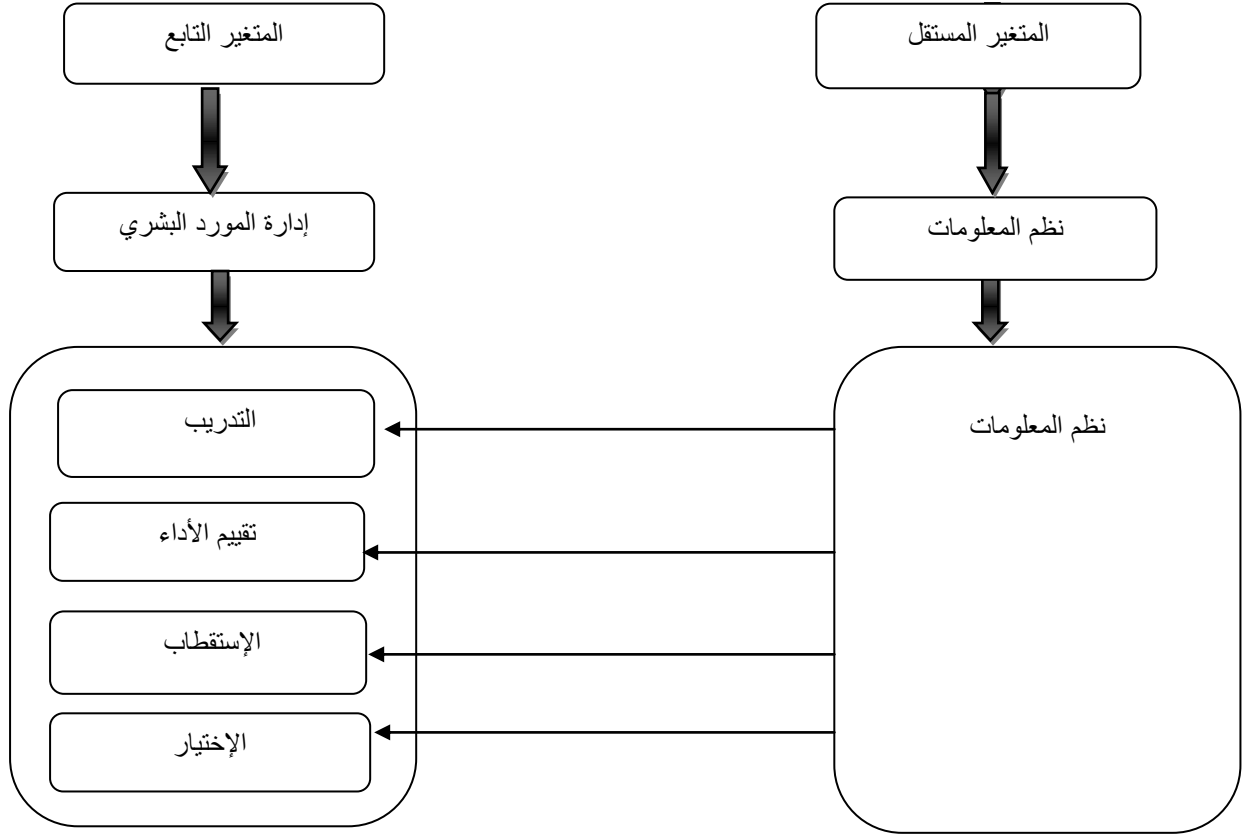 المتغير المستقل
المتغير التابع
نظم المعلومات
إدارة المورد البشري
نظم المعلومات
التدريب
تقييم الأداء
الإستقطاب
الإختيار